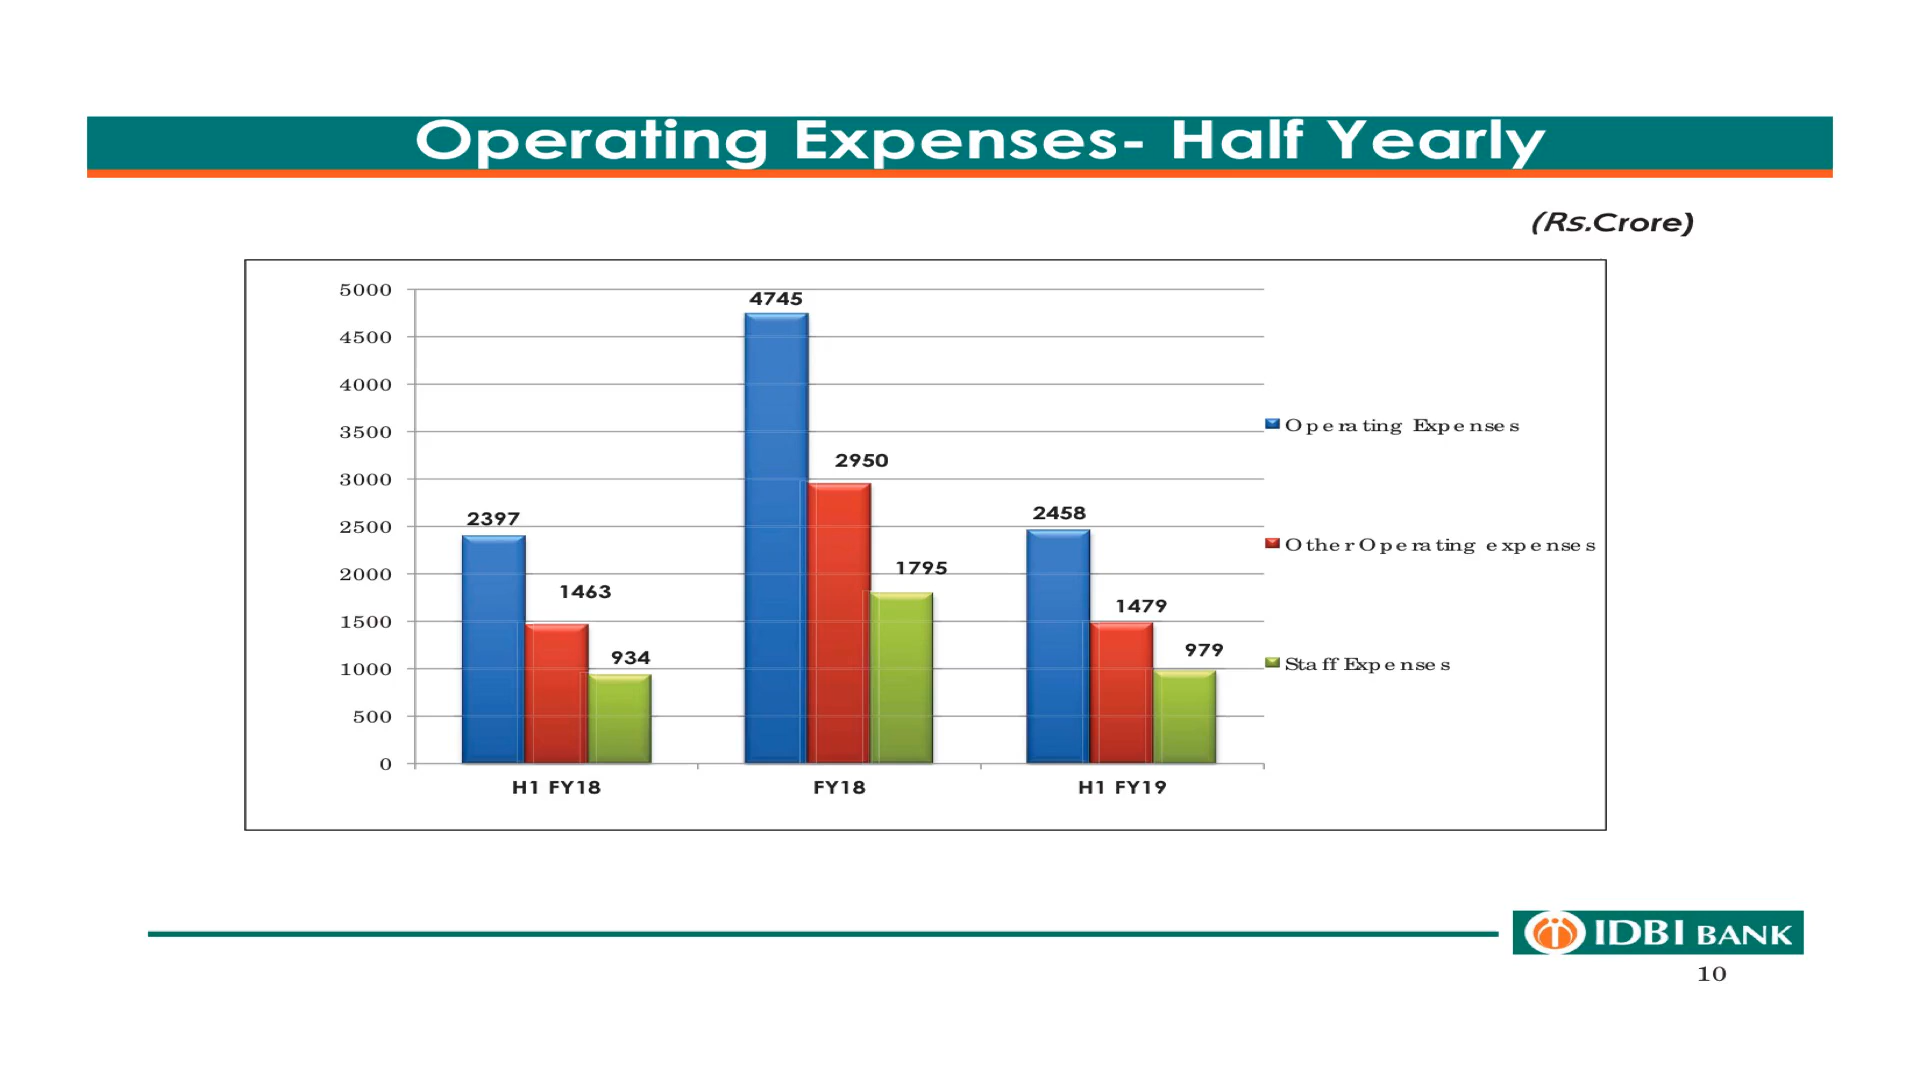 Operating Expenses- Half Yearly
(Rs.Crore)
5000
4500
4000
3500
3000
2500
2000
1500
1000
500
0
2397
1463
934
4745
2950
1795
2458
1479
979
H1 FY18
FY18
H1 FY19
Operating Expenses
Other Operating expenses
Staff Expenses
IDBI BANK
10